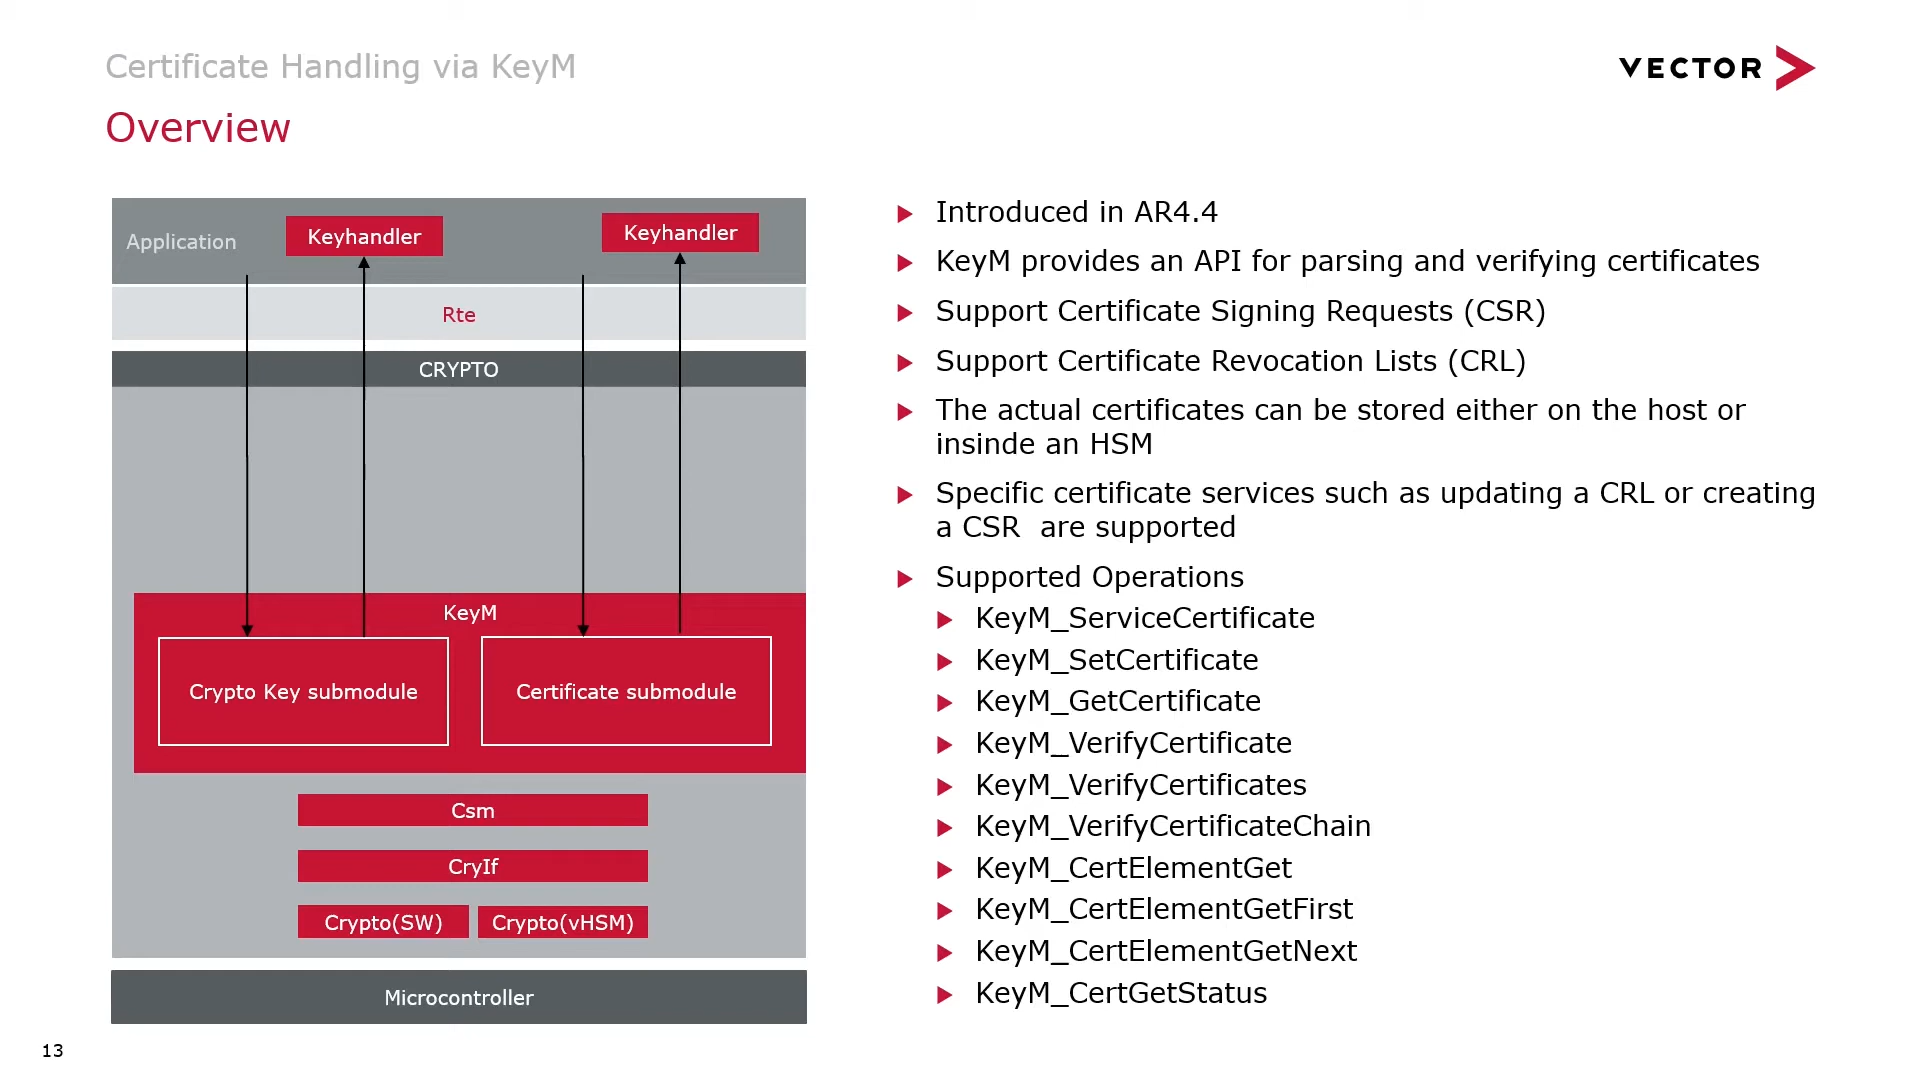 Certificate Handling via KeyM
VECTOR
Overview
Application
Keyhandler
Keyhandler
Rte
CRYPTO
KeyM
Crypto Key submodule
Certificate submodule
Csm
CryIf
Crypto(SW)
Crypto(vHSM)
Microcontroller
Introduced in AR4.4
KeyM provides an API for parsing and verifying certificates
Support Certificate Signing Requests (CSR)
Support Certificate Revocation Lists (CRL)
The actual certificates can be stored either on the host or
insinde an HSM
Specific certificate services such as updating a CRL or creating
a CSR  are supported
Supported Operations
KeyM_ServiceCertificate
KeyM_SetCertificate
KeyM_GetCertificate
KeyM_VerifyCertificate
KeyM_VerifyCertificates
KeyM_VerifyCertificateChain
KeyM_CertElementGet
KeyM_CertElementGetFirst
KeyM_CertElementGetNext
KeyM_CertGetStatus
13